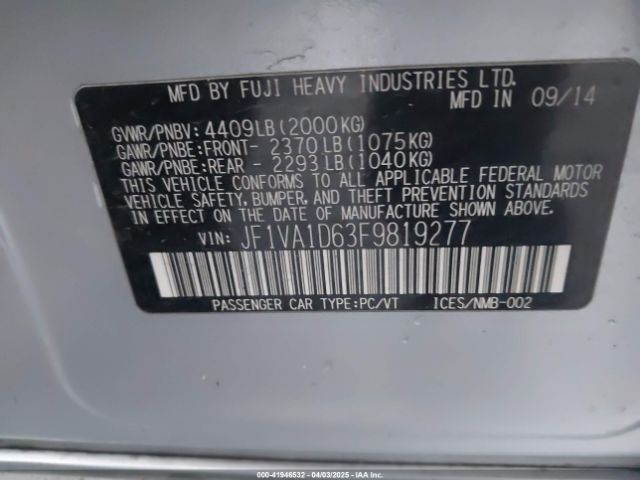 MFD BY FUJI HEAVY INDUSTRIES LTD.
MFD IN 09/14
GVWR/PNBV: 4409LB(2000KG)
GAWR/PNBE:FRONT- 2370LB(1075KG)
GAWR/PNBE:REAR - 2293LB(1040KG)
THIS VEHICLE CONFORMS TO ALL APPLICABLE FEDERAL MOTOR
VEHICLE SAFETY, BUMPER, AND THEFT PREVENTION STANDARDS
IN EFFECT ON THE DATE OF MANUFACTURE SHOWN ABOVE.
VIN: JF1VA1D63F9819277
PASSENGER CAR TYPE:PC/VT ICES/NMB-002
000-41946532 - 04/03/2025 - IAA Inc.